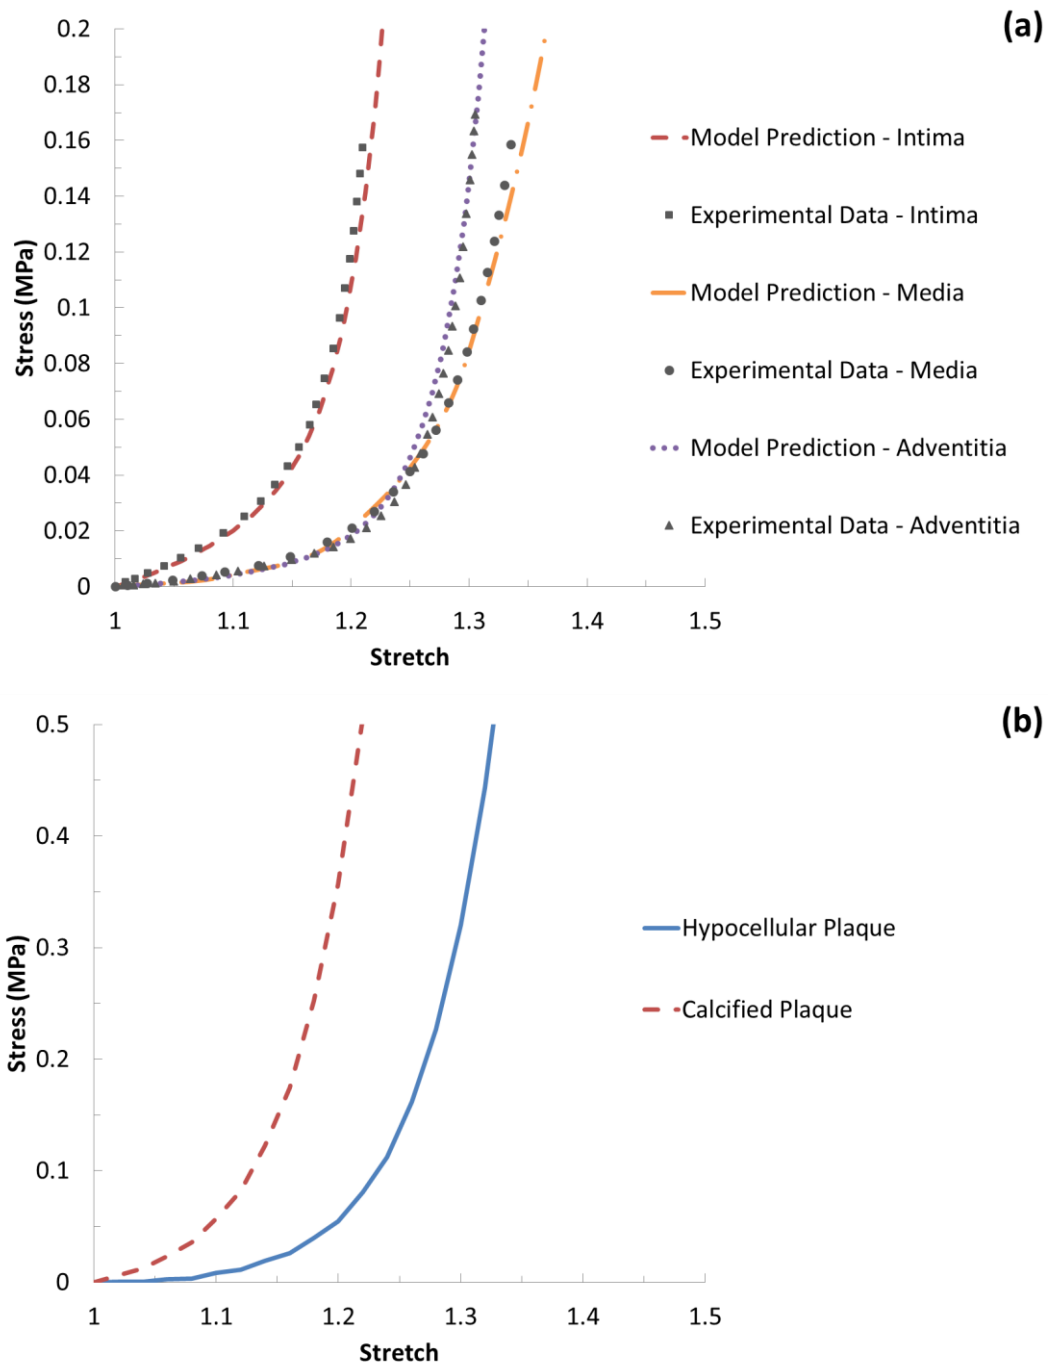 (a)
0.2
0.18
0.16
0.14
0.12
0.1
0.08
0.06
0.04
0.02
0
Stress (MPa)
1 1.1 1.2 1.3 1.4 1.5
Stretch
Model Prediction - Intima
Experimental Data - Intima
Model Prediction - Media
Experimental Data - Media
Model Prediction - Adventitia
Experimental Data - Adventitia
(b)
0.5
0.4
0.3
0.2
0.1
0
Stress (MPa)
1 1.1 1.2 1.3 1.4 1.5
Stretch
Hypocellular Plaque
Calcified Plaque